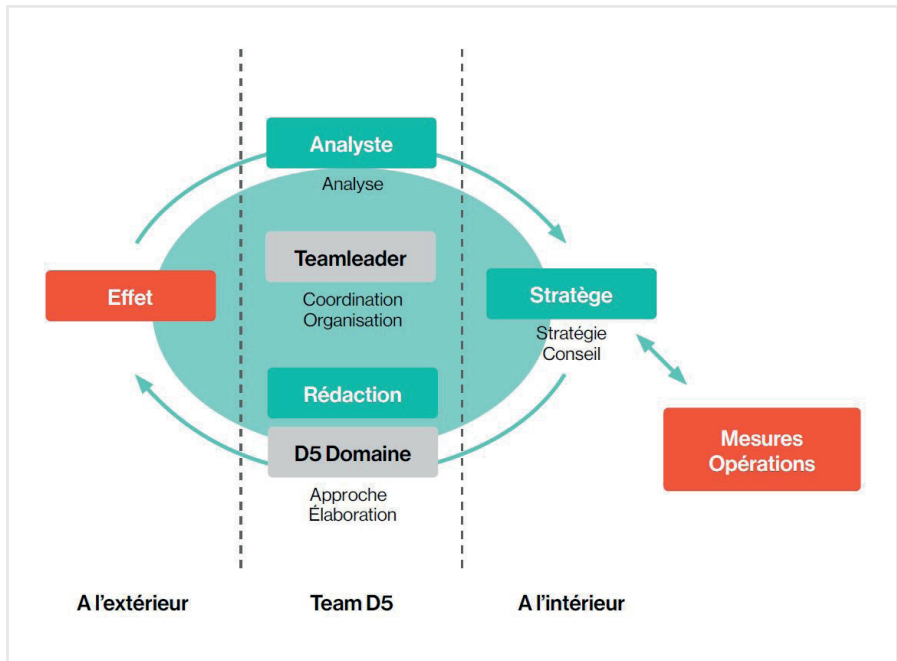 Analyste
Analyse
Teamleader
Coordination
Organisation
Effet
Stratège
Stratégie
Conseil
Rédaction
D5 Domaine
Approche
Élaboration
Mesures
Opérations
A l’extérieur
Team D5
A l’intérieur